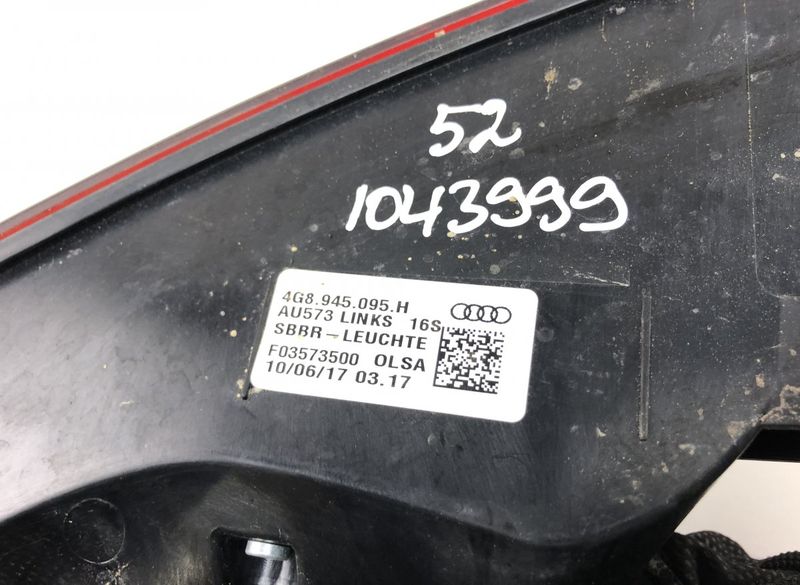 52
1043999
4G8.945.095.H
AU573 LINKS 16S
SBBR-LEUCHTE
F03573500 OLSA
10/06/17 03.17